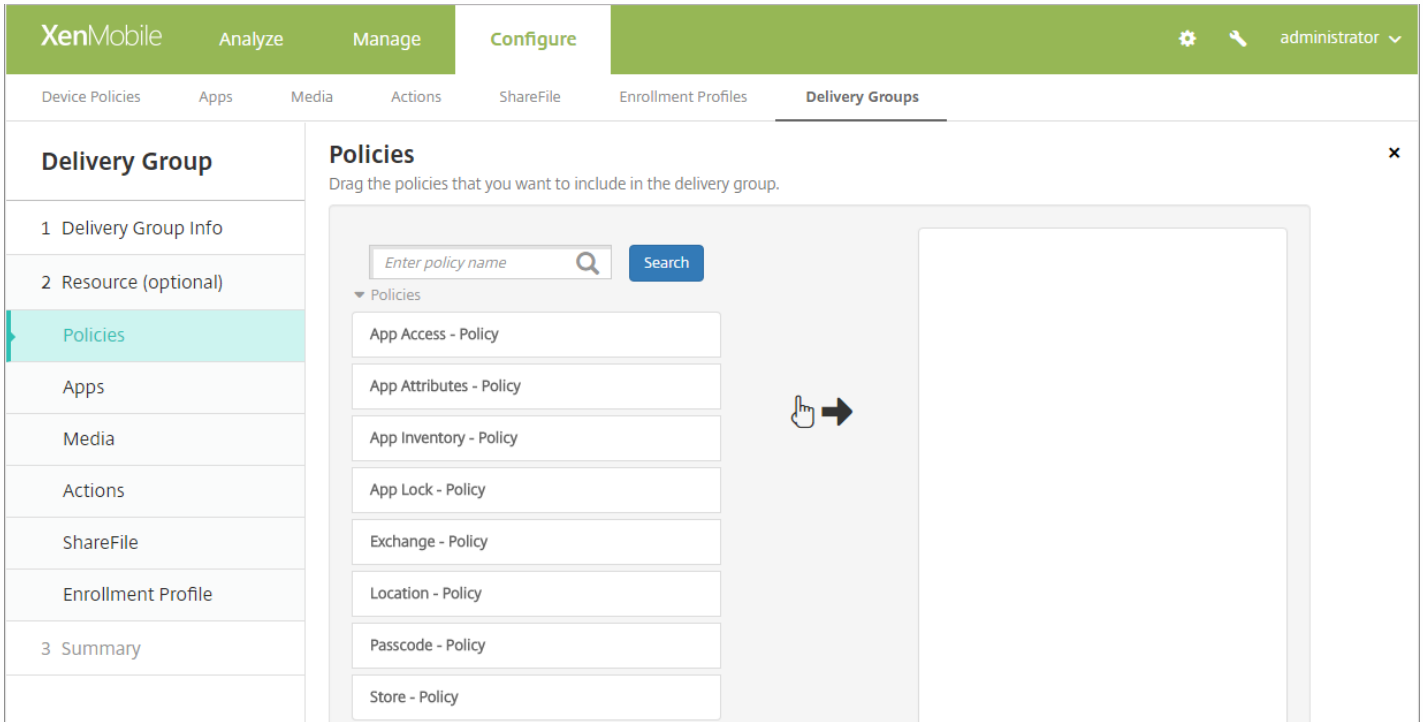 XenMobile Analyze Manage Configure administrator
Device Policies Apps Media Actions ShareFile Enrollment Profiles Delivery Groups
Delivery Group
1 Delivery Group Info
2 Resource (optional)
Policies
Apps
Media
Actions
ShareFile
Enrollment Profile
3 Summary
Policies
Drag the policies that you want to include in the delivery group.
Enter policy name Search
Policies
App Access - Policy
App Attributes - Policy
App Inventory - Policy
App Lock - Policy
Exchange - Policy
Location - Policy
Passcode - Policy
Store - Policy